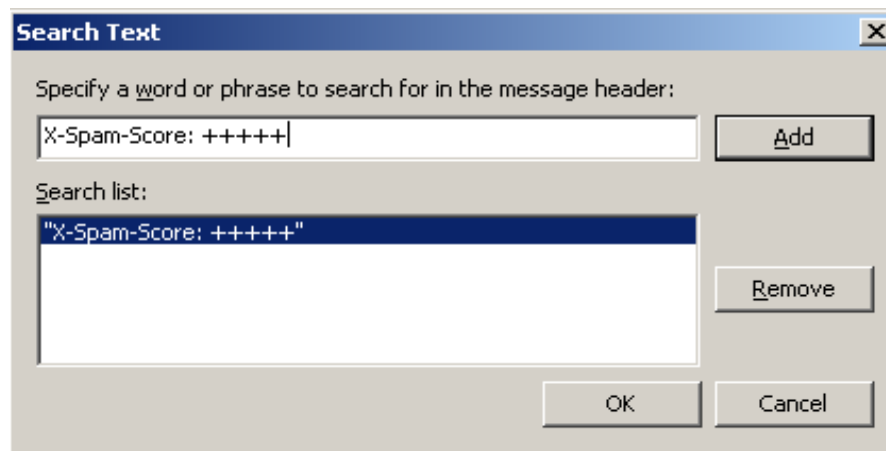 Search Text
Specify a word or phrase to search for in the message header:
X-Spam-Score: +++++
Add
Search list:
"X-Spam-Score: +++++"
Remove
OK
Cancel